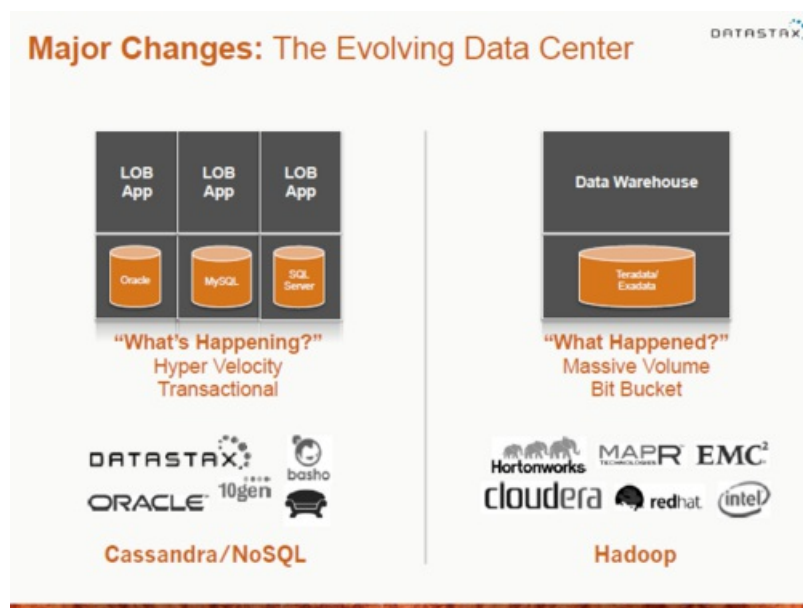 Major Changes: The Evolving Data Center
DATASTAX
LOB App
LOB App
LOB App
Oracle
MySQL
SQL Server
"What's Happening?"
Hyper Velocity
Transactional
DATASTAX
basho
ORACLE
10gen
Cassandra/NoSQL
Data Warehouse
Teradata/
Exadata
"What Happened?"
Massive Volume
Bit Bucket
Hortonworks
MAPR
TECHNOLOGIES
EMC²
cloudera
redhat
intel
Hadoop